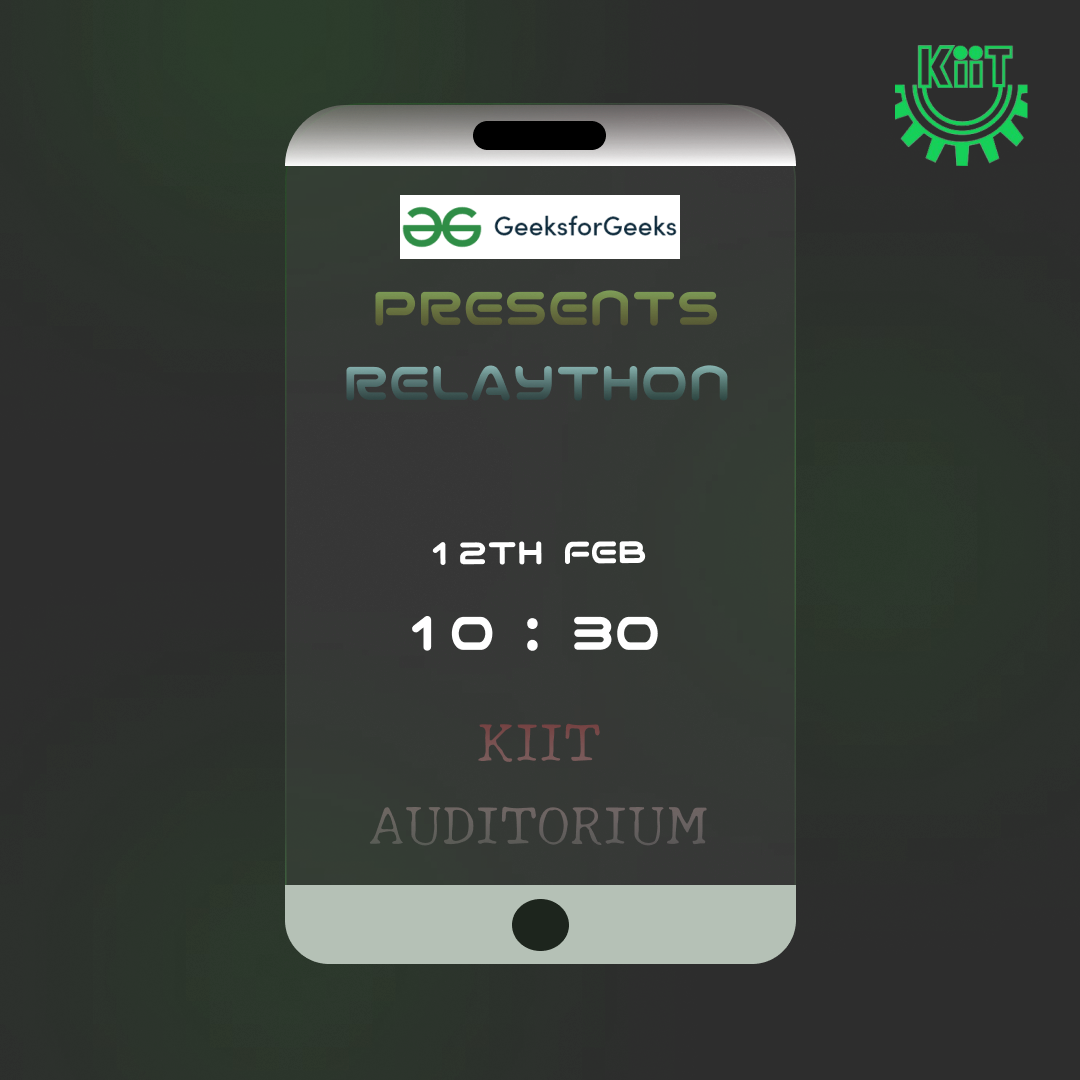 KiiT
GeeksforGeeks
PRESENTS
RELAYTHON
12TH FEB
10 : 30
KIIT
AUDITORIUM